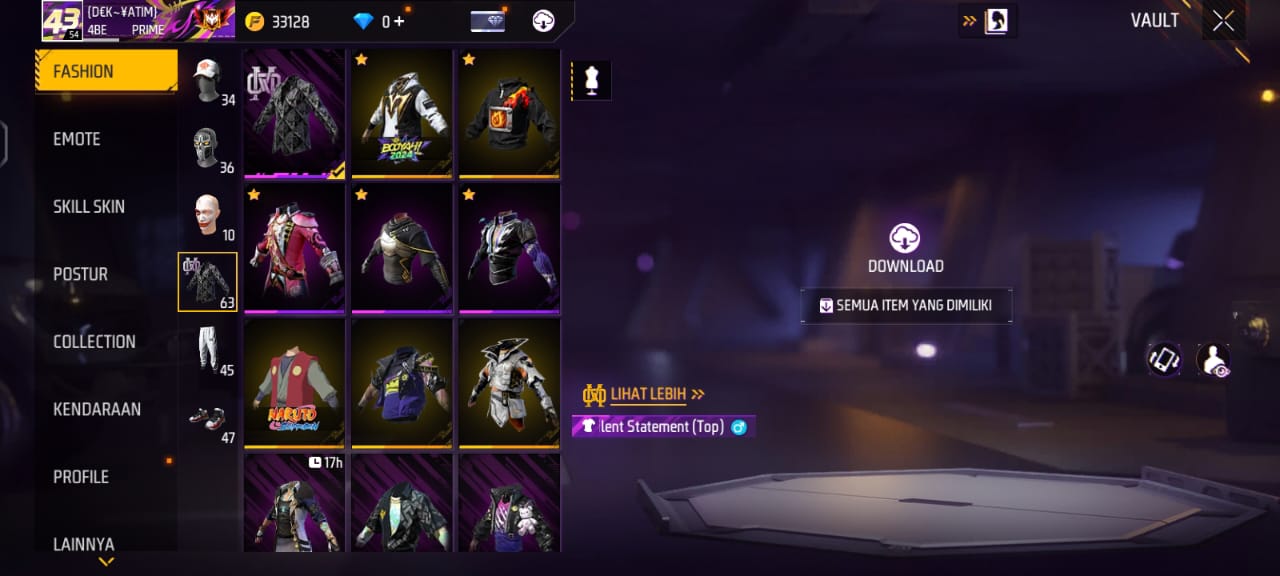 43
54
[D€K~¥ATIM]
4BE PRIME
33128
0 +
VAULT
FASHION
EMOTE
SKILL SKIN
POSTUR
COLLECTION
KENDARAAN
PROFILE
LAINNYA
34
36
10
63
45
47
BOOYAH!
2024
NARUTO
17h
DOWNLOAD
SEMUA ITEM YANG DIMILIKI
LIHAT LEBIH >>
lent Statement (Top)